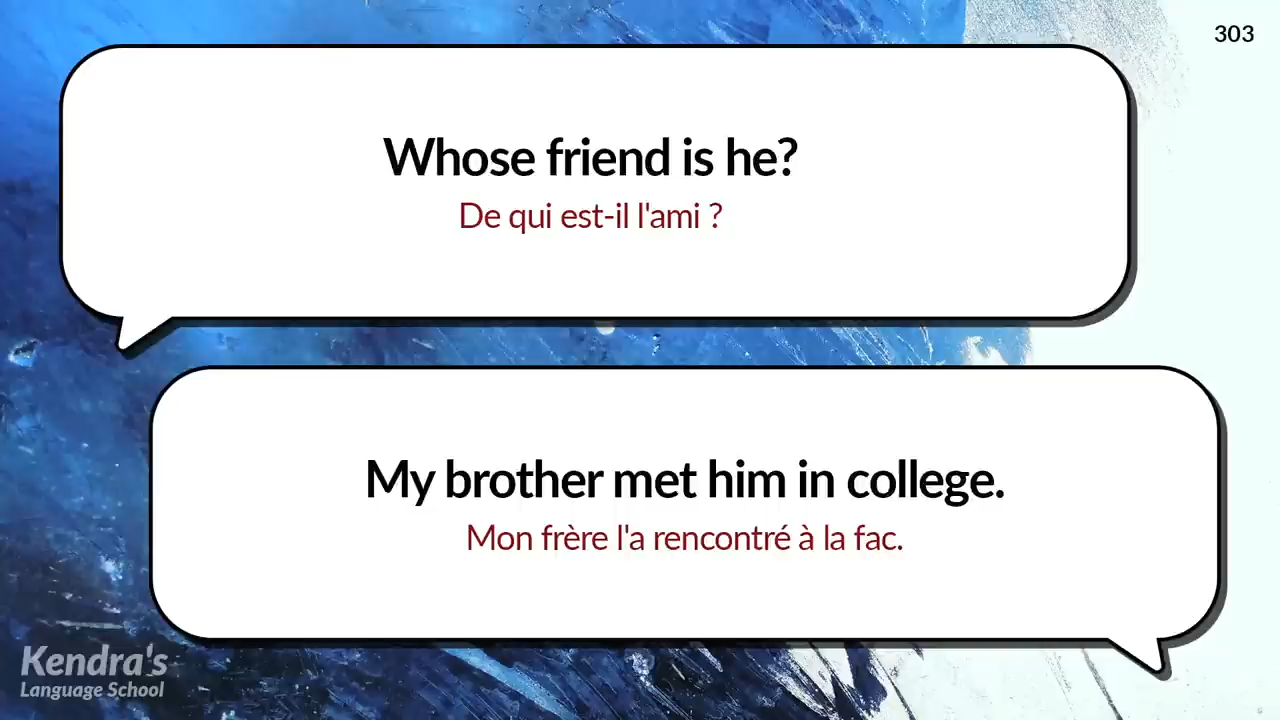 303
Whose friend is he?
De qui est-il l'ami ?
My brother met him in college.
Mon frère l'a rencontré à la fac.
Kendra's
Language School